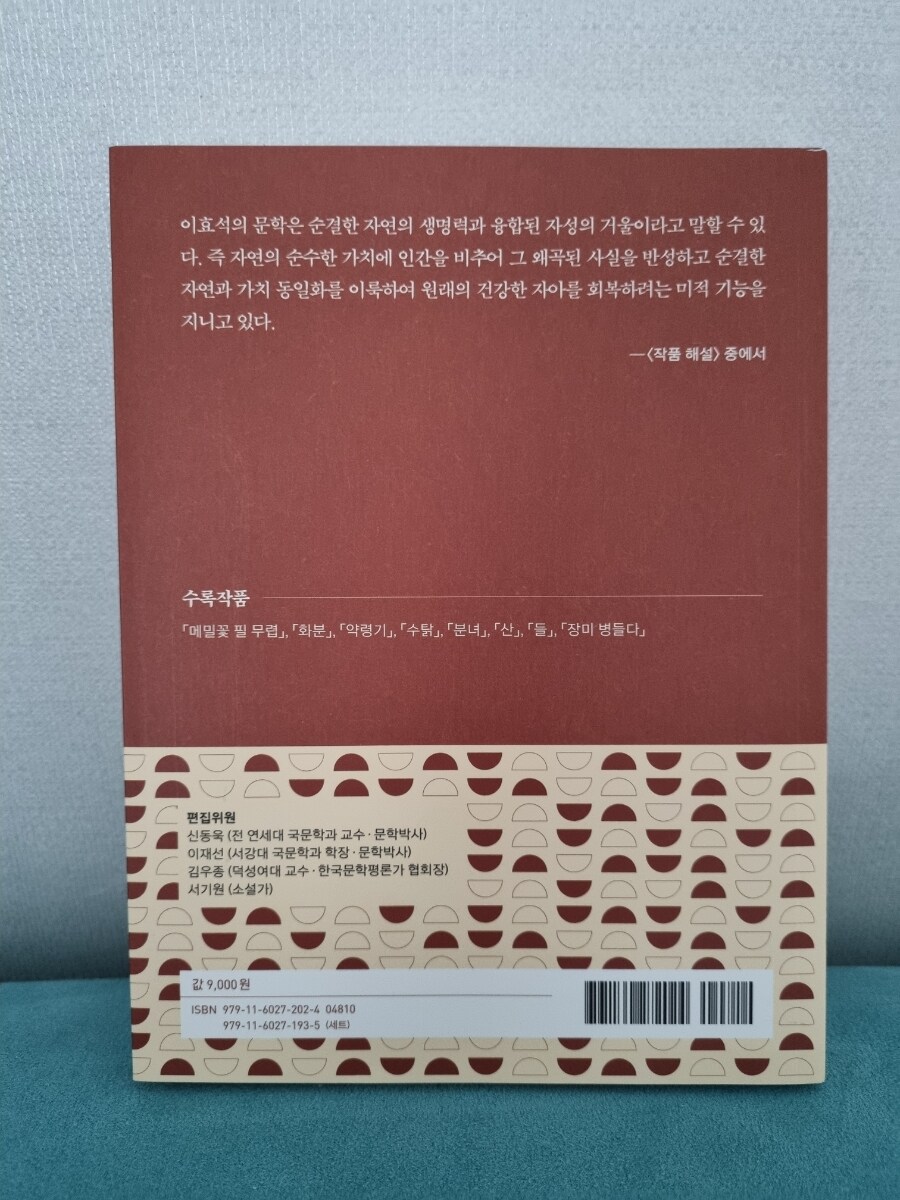 이효석의 문학은 순결한 자연의 생명력과 융합된 자성의 거울이라고 말할 수 있
다. 즉 자연의 순수한 가치에 인간을 비추어 그 왜곡된 사실을 반성하고 순결한
자연과 가치 동일화를 이룩하여 원래의 건강한 자아를 회복하려는 미적 기능을
지니고 있다.
—〈작품 해설〉 중에서
수록작품
「메밀꽃 필 무렵」, 「화분」, 「약령기」, 「수탉」, 「분녀」, 「산」, 「들」, 「장미 병들다」
편집위원
신동욱 (전 연세대 국문학과 교수 · 문학박사)
이재선 (서강대 국문학과 학장 · 문학박사)
김우종 (덕성여대 교수 · 한국문학평론가 협회장)
서기원 (소설가)
값 9,000원
ISBN 979-11-6027-202-4 04810
979-11-6027-193-5 (세트)